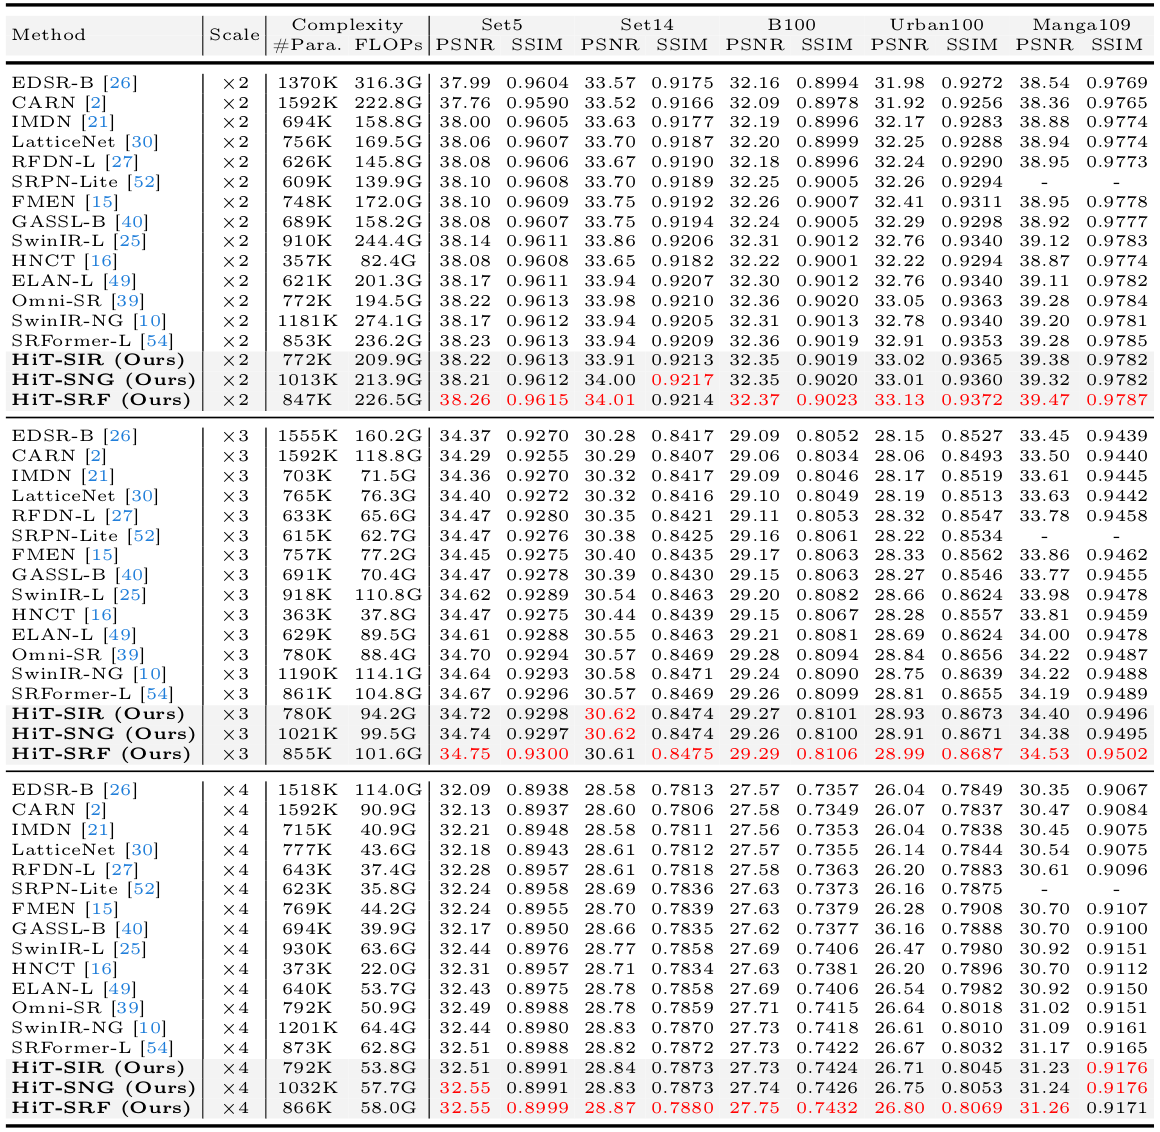 Method Scale Complexity Set5 Set14 B100 Urban100 Manga109
#Para. FLOPs PSNR SSIM PSNR SSIM PSNR SSIM PSNR SSIM PSNR SSIM
EDSR-B [26] ×2 1370K 316.3G 37.99 0.9604 33.57 0.9175 32.16 0.8994 31.98 0.9272 38.54 0.9769
CARN [2] ×2 1592K 222.8G 37.76 0.9590 33.52 0.9166 32.09 0.8978 31.92 0.9256 38.36 0.9765
IMDN [21] ×2 694K 158.8G 38.00 0.9605 33.63 0.9177 32.19 0.8996 32.17 0.9283 38.88 0.9774
LatticeNet [30] ×2 756K 169.5G 38.06 0.9607 33.70 0.9187 32.20 0.8999 32.25 0.9288 38.94 0.9774
RFDN-L [27] ×2 626K 145.8G 38.08 0.9606 33.67 0.9190 32.18 0.8996 32.24 0.9290 38.95 0.9773
SRPN-Lite [52] ×2 609K 139.9G 38.10 0.9608 33.70 0.9189 32.25 0.9005 32.26 0.9294 - -
FMEN [15] ×2 748K 172.0G 38.10 0.9609 33.75 0.9192 32.26 0.9007 32.41 0.9311 38.95 0.9778
GASSL-B [40] ×2 689K 158.2G 38.08 0.9607 33.75 0.9194 32.24 0.9005 32.29 0.9298 38.92 0.9777
SwinIR-L [25] ×2 910K 244.4G 38.14 0.9611 33.86 0.9206 32.31 0.9012 32.76 0.9340 39.12 0.9783
HNCT [16] ×2 357K 82.4G 38.08 0.9608 33.65 0.9182 32.22 0.9001 32.22 0.9294 38.87 0.9774
ELAN-L [49] ×2 621K 201.3G 38.17 0.9611 33.94 0.9207 32.30 0.9012 32.76 0.9340 39.11 0.9782
Omni-SR [39] ×2 772K 194.5G 38.22 0.9613 33.98 0.9210 32.36 0.9020 33.05 0.9363 39.28 0.9784
SwinIR-NG [10] ×2 1181K 274.1G 38.17 0.9612 33.94 0.9205 32.31 0.9013 32.78 0.9340 39.20 0.9781
SRFormer-L [54] ×2 853K 236.2G 38.23 0.9613 33.94 0.9209 32.36 0.9019 32.91 0.9353 39.28 0.9785
HiT-SIR (Ours) ×2 772K 209.9G 38.22 0.9613 33.91 0.9213 32.35 0.9019 33.02 0.9365 39.38 0.9782
HiT-SNG (Ours) ×2 1013K 213.9G 38.21 0.9612 34.00 0.9217 32.35 0.9020 33.01 0.9360 39.32 0.9782
HiT-SRF (Ours) ×2 847K 226.5G 38.26 0.9615 34.01 0.9214 32.37 0.9023 33.13 0.9372 39.47 0.9787
EDSR-B [26] ×3 1555K 160.2G 34.37 0.9270 30.28 0.8417 29.09 0.8052 28.15 0.8527 33.45 0.9439
CARN [2] ×3 1592K 118.8G 34.29 0.9255 30.29 0.8407 29.06 0.8034 28.06 0.8493 33.50 0.9440
IMDN [21] ×3 703K 71.5G 34.36 0.9270 30.32 0.8417 29.09 0.8046 28.17 0.8519 33.61 0.9445
LatticeNet [30] ×3 765K 76.3G 34.40 0.9272 30.32 0.8416 29.10 0.8049 28.19 0.8513 33.63 0.9442
RFDN-L [27] ×3 633K 65.6G 34.47 0.9280 30.35 0.8421 29.11 0.8053 28.32 0.8547 33.78 0.9458
SRPN-Lite [52] ×3 615K 62.7G 34.47 0.9276 30.38 0.8425 29.16 0.8061 28.22 0.8534 - -
FMEN [15] ×3 757K 77.2G 34.45 0.9275 30.40 0.8435 29.17 0.8063 28.33 0.8562 33.86 0.9462
GASSL-B [40] ×3 691K 70.4G 34.47 0.9278 30.39 0.8430 29.15 0.8063 28.27 0.8546 33.77 0.9455
SwinIR-L [25] ×3 918K 110.8G 34.62 0.9289 30.54 0.8463 29.20 0.8082 28.66 0.8624 33.98 0.9478
HNCT [16] ×3 363K 37.8G 34.47 0.9275 30.44 0.8439 29.15 0.8067 28.28 0.8557 33.81 0.9459
ELAN-L [49] ×3 629K 89.5G 34.61 0.9288 30.55 0.8463 29.21 0.8081 28.69 0.8624 34.00 0.9478
Omni-SR [39] ×3 780K 88.4G 34.70 0.9294 30.57 0.8469 29.28 0.8094 28.84 0.8656 34.22 0.9487
SwinIR-NG [10] ×3 1190K 114.1G 34.64 0.9293 30.58 0.8471 29.24 0.8090 28.75 0.8639 34.22 0.9488
SRFormer-L [54] ×3 861K 104.8G 34.67 0.9296 30.57 0.8469 29.26 0.8099 28.81 0.8655 34.19 0.9489
HiT-SIR (Ours) ×3 780K 94.2G 34.72 0.9298 30.62 0.8474 29.27 0.8101 28.93 0.8673 34.40 0.9496
HiT-SNG (Ours) ×3 1021K 99.5G 34.74 0.9297 30.62 0.8474 29.26 0.8100 28.91 0.8671 34.38 0.9495
HiT-SRF (Ours) ×3 855K 101.6G 34.75 0.9300 30.61 0.8475 29.29 0.8106 28.99 0.8687 34.53 0.9502
EDSR-B [26] ×4 1518K 114.0G 32.09 0.8938 28.58 0.7813 27.57 0.7357 26.04 0.7849 30.35 0.9067
CARN [2] ×4 1592K 90.9G 32.13 0.8937 28.60 0.7806 27.58 0.7349 26.07 0.7837 30.47 0.9084
IMDN [21] ×4 715K 40.9G 32.21 0.8948 28.58 0.7811 27.56 0.7353 26.04 0.7838 30.45 0.9075
LatticeNet [30] ×4 777K 43.6G 32.18 0.8943 28.61 0.7812 27.57 0.7355 26.14 0.7844 30.54 0.9075
RFDN-L [27] ×4 643K 37.4G 32.28 0.8957 28.61 0.7818 27.58 0.7363 26.20 0.7883 30.61 0.9096
SRPN-Lite [52] ×4 623K 35.8G 32.24 0.8958 28.69 0.7836 27.63 0.7373 26.16 0.7875 - -
FMEN [15] ×4 769K 44.2G 32.24 0.8955 28.70 0.7839 27.63 0.7379 26.28 0.7908 30.70 0.9107
GASSL-B [40] ×4 694K 39.9G 32.17 0.8950 28.66 0.7835 27.62 0.7377 36.16 0.7888 30.70 0.9100
SwinIR-L [25] ×4 930K 63.6G 32.44 0.8976 28.77 0.7858 27.69 0.7406 26.47 0.7980 30.92 0.9151
HNCT [16] ×4 373K 22.0G 32.31 0.8957 28.71 0.7834 27.63 0.7381 26.20 0.7896 30.70 0.9112
ELAN-L [49] ×4 640K 53.7G 32.43 0.8975 28.78 0.7858 27.69 0.7406 26.54 0.7982 30.92 0.9150
Omni-SR [39] ×4 792K 50.9G 32.49 0.8988 28.78 0.7859 27.71 0.7415 26.64 0.8018 31.02 0.9151
SwinIR-NG [10] ×4 1201K 64.4G 32.44 0.8980 28.83 0.7870 27.73 0.7418 26.61 0.8010 31.09 0.9161
SRFormer-L [54] ×4 873K 62.8G 32.51 0.8988 28.82 0.7872 27.73 0.7422 26.67 0.8032 31.17 0.9165
HiT-SIR (Ours) ×4 792K 53.8G 32.51 0.8991 28.84 0.7873 27.73 0.7424 26.71 0.8045 31.23 0.9176
HiT-SNG (Ours) ×4 1032K 57.7G 32.55 0.8991 28.83 0.7873 27.74 0.7426 26.75 0.8053 31.24 0.9176
HiT-SRF (Ours) ×4 866K 58.0G 32.55 0.8999 28.87 0.7880 27.75 0.7432 26.80 0.8069 31.26 0.9171